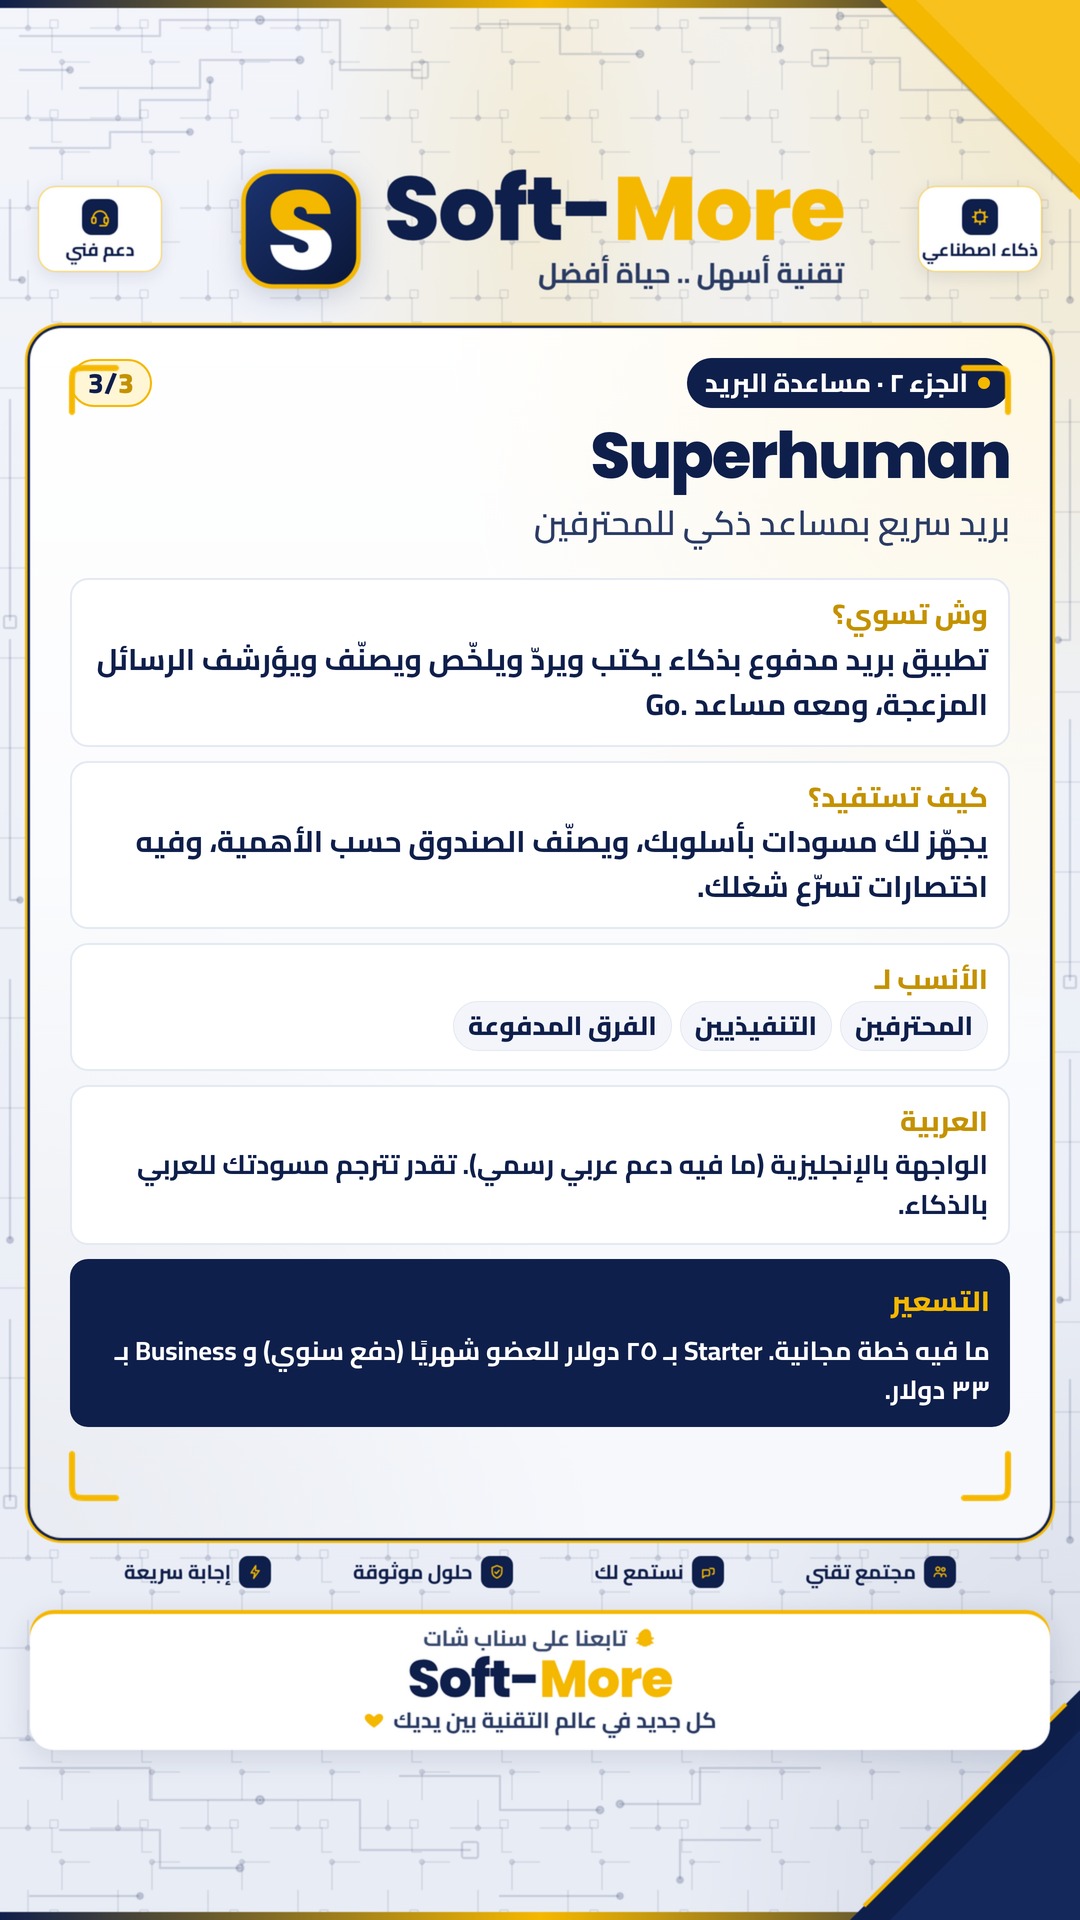 ذكاء اصطناعي
Soft-More
S
تقنية أسهل .. حياة أفضل
دعم فني
الجزء ٢ · مساعدة البريد
3/3
Superhuman
بريد سريع بمساعد ذكي للمحترفين
وش تسوي؟
تطبيق بريد مدفوع بذكاء يكتب ويردّ ويلخّص ويصنّف ويؤرشف الرسائل
المزعجة، ومعه مساعد Go.
كيف تستفيد؟
يجهّز لك مسودات بأسلوبك، ويصنّف الصندوق حسب الأهمية، وفيه
اختصارات تسرّع شغلك.
الأنسب لـ
المحترفين التنفيذيين الفرق المدفوعة
العربية
الواجهة بالإنجليزية (ما فيه دعم عربي رسمي). تقدر تترجم مسودتك للعربي
بالذكاء.
التسعير
ما فيه خطة مجانية. Starter بـ ٢٥ دولار للعضو شهريًا (دفع سنوي) و Business بـ
٣٣ دولار.
مجتمع تقني نستمع لك حلول موثوقة إجابة سريعة
تابعنا على سناب شات
Soft-More
كل جديد في عالم التقنية بين يديك